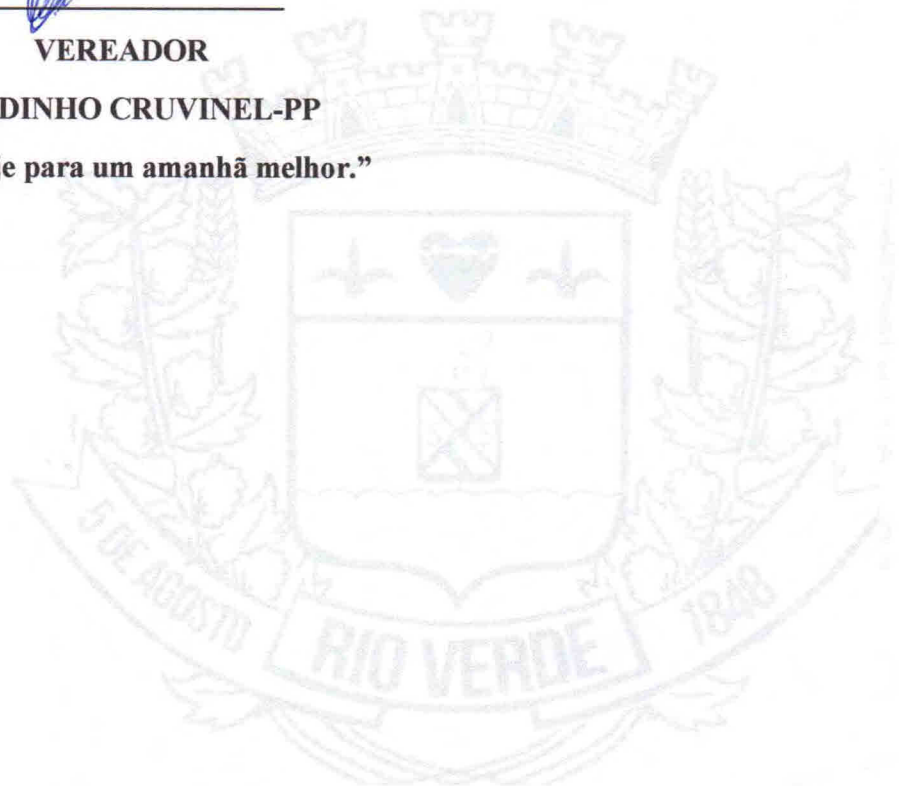 VEREADOR
DINHO CRUVINEL-PP
e para um amanhã melhor.”
5 DE AGOSTO
RIO VERDE
1848